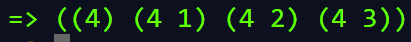 => ((4) (4 1) (4 2) (4 3))